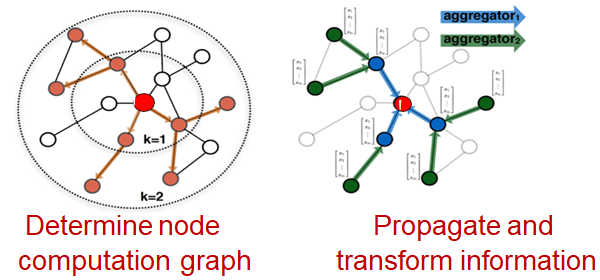 aggregator₁
aggregator₂
k=1
k=2
Determine node
computation graph
Propagate and
transform information